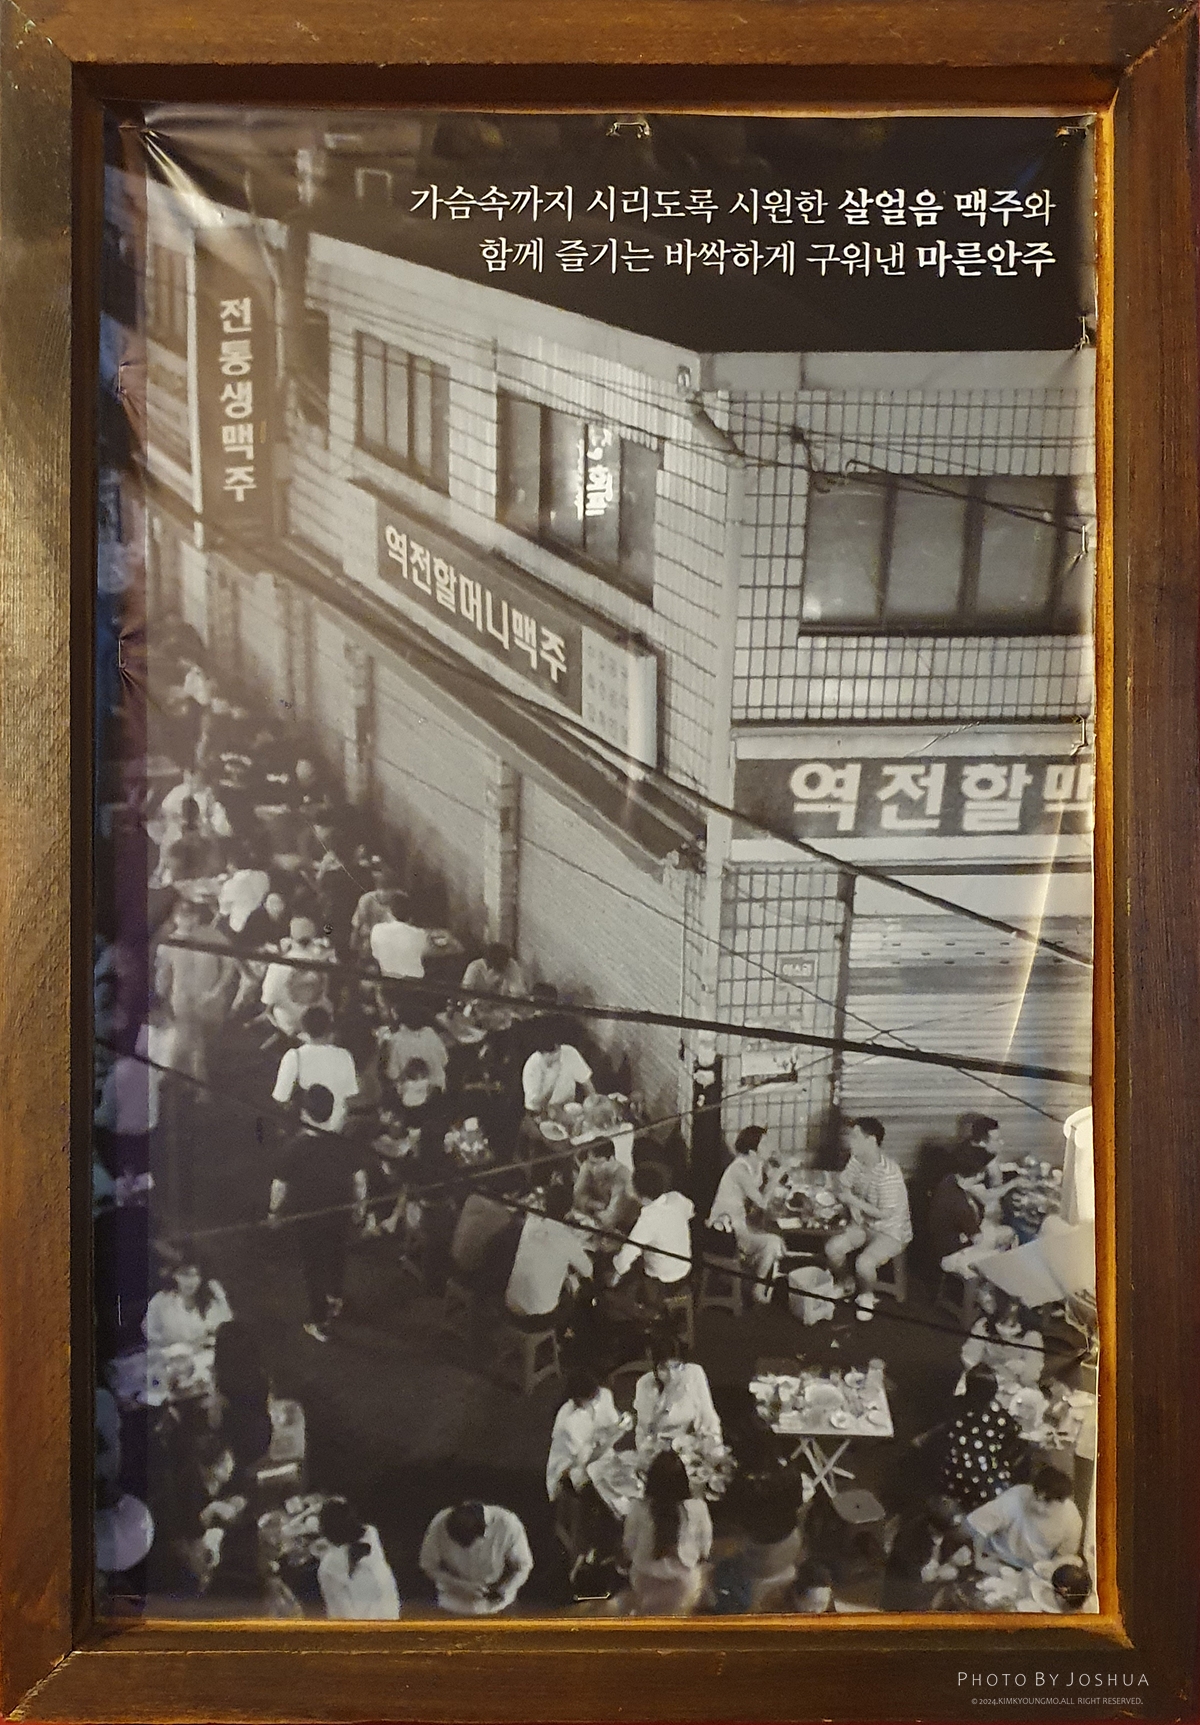 가슴속까지 시리도록 시원한 살얼음 맥주와
함께 즐기는 바싹하게 구워낸 마른안주
전통생맥주
역전할머니맥주
역전할맥
PHOTO BY JOSHUA
©2024.KIMKYOUNGMO.ALL RIGHT RESERVED.